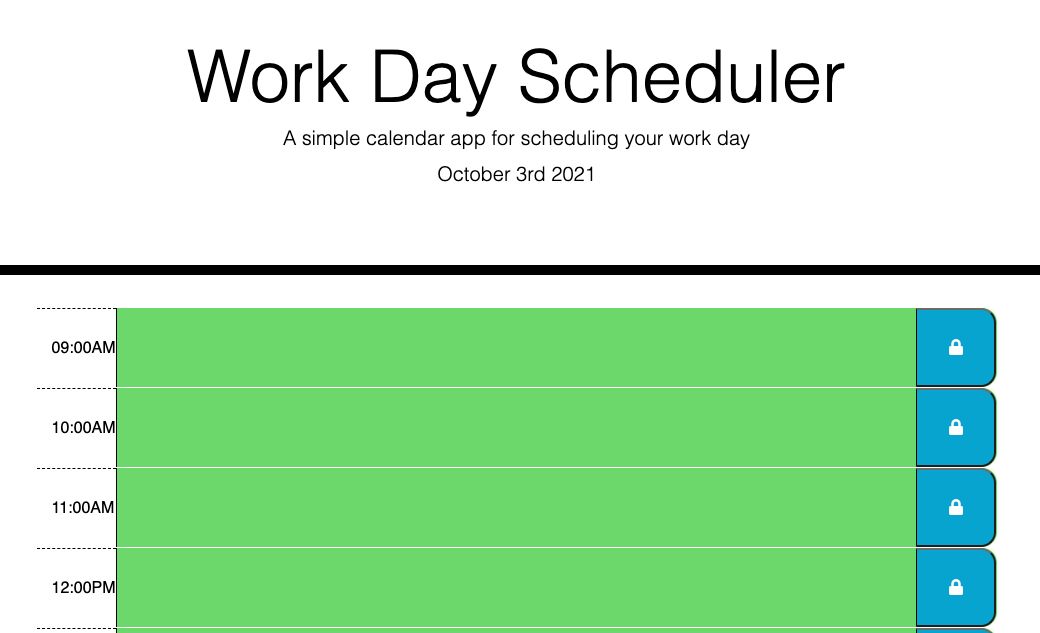 Work Day Scheduler
A simple calendar app for scheduling your work day
October 3rd 2021
09:00AM
10:00AM
11:00AM
12:00PM